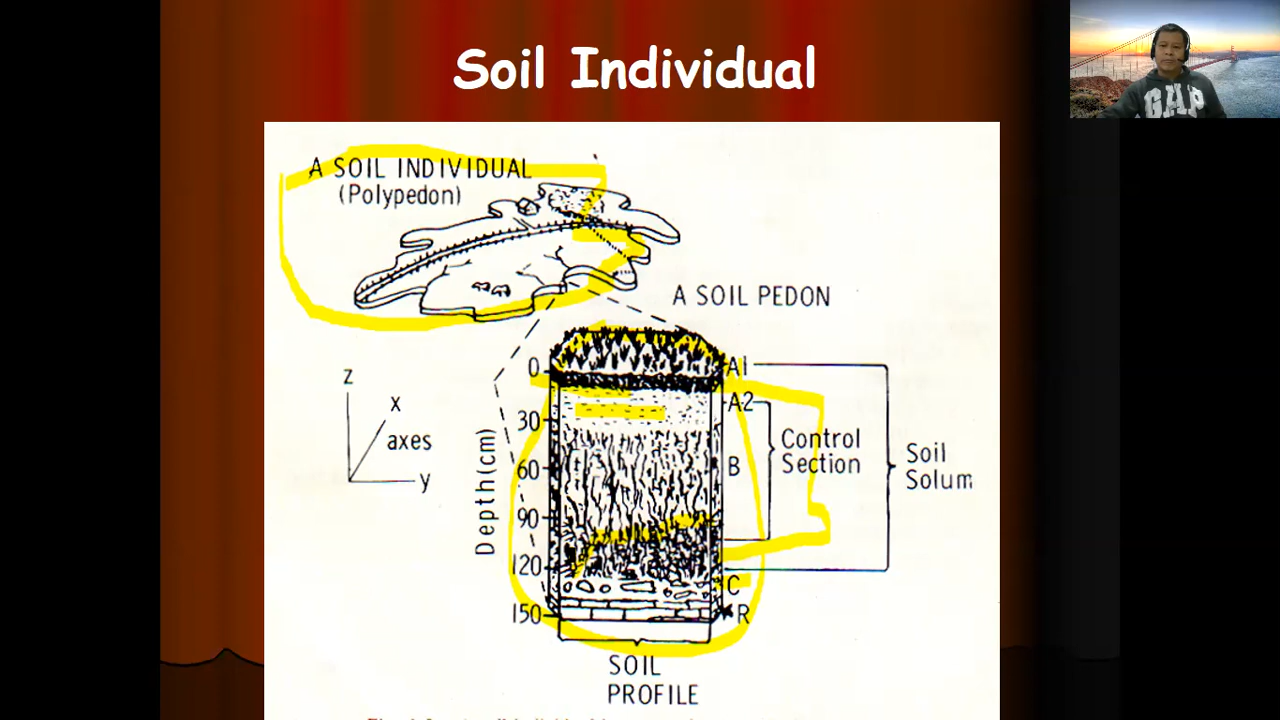 Soil Individual
GAP
A SOIL INDIVIDUAL
(Polypedon)
A SOIL PEDON
z
x
axes
y
Depth(cm)
0
30
60
90
120
150
A1
A2
B
C
R
Control
Section
Soil
Solum
SOIL
PROFILE